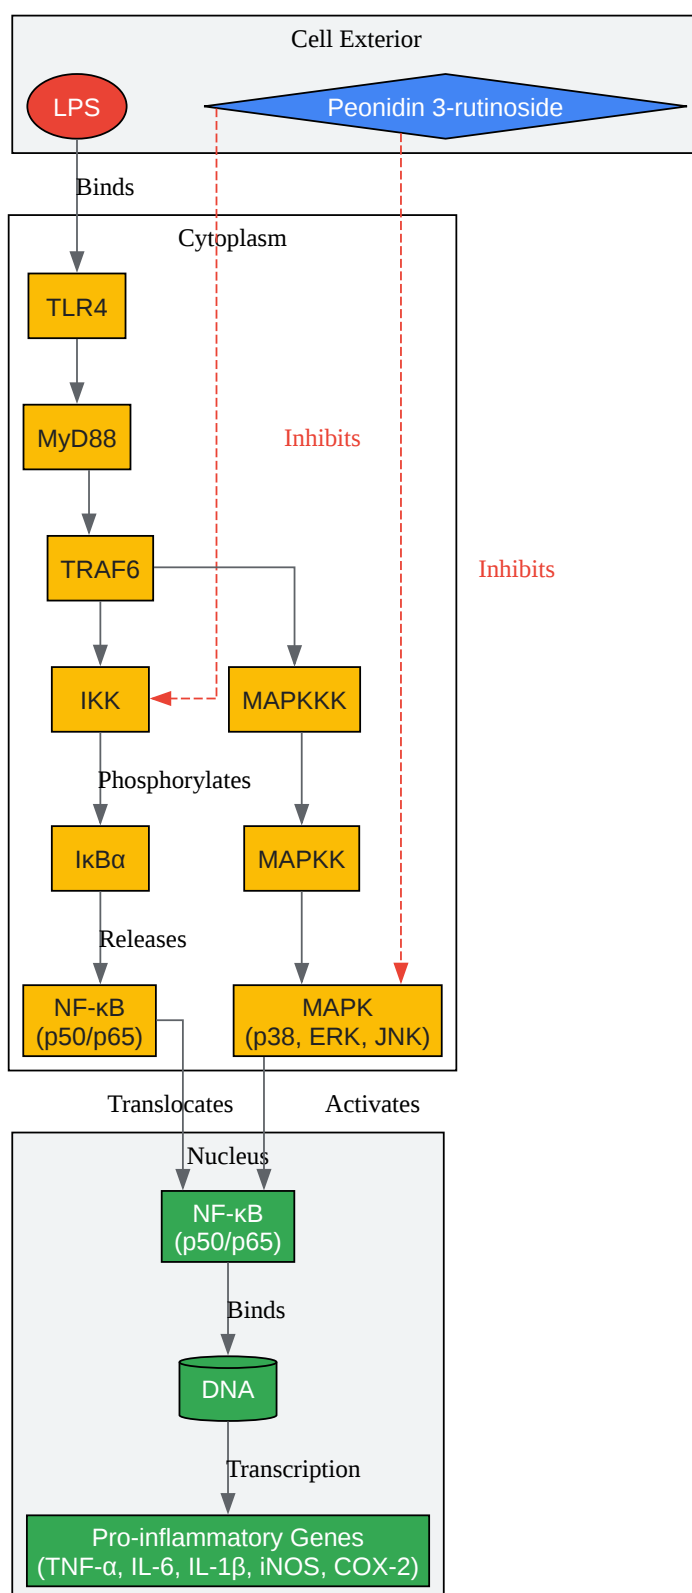 Cell Exterior
LPS
Peonidin 3-rutinoside
Binds
Cytoplasm
TLR4
MyD88
Inhibits
TRAF6
Inhibits
IKK
MAPKKK
Phosphorylates
IκBα
MAPKK
Releases
NF-κB
(p50/p65)
MAPK
(p38, ERK, JNK)
Translocates
Activates
Nucleus
NF-κB
(p50/p65)
Binds
DNA
Transcription
Pro-inflammatory Genes
(TNF-α, IL-6, IL-1β, iNOS, COX-2)